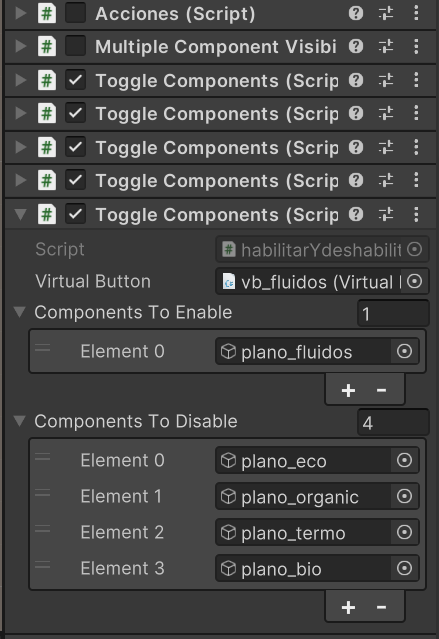 Acciones (Script)
Multiple Component Visibi
Toggle Components (Scrip
Toggle Components (Scrip
Toggle Components (Scrip
Toggle Components (Scrip
Toggle Components (Scrip
Script # habilitarYdeshabilit
Virtual Button vb_fluidos (Virtual
Components To Enable 1
Element 0 plano_fluidos
+ -
Components To Disable 4
Element 0 plano_eco
Element 1 plano_organic
Element 2 plano_termo
Element 3 plano_bio
+ -